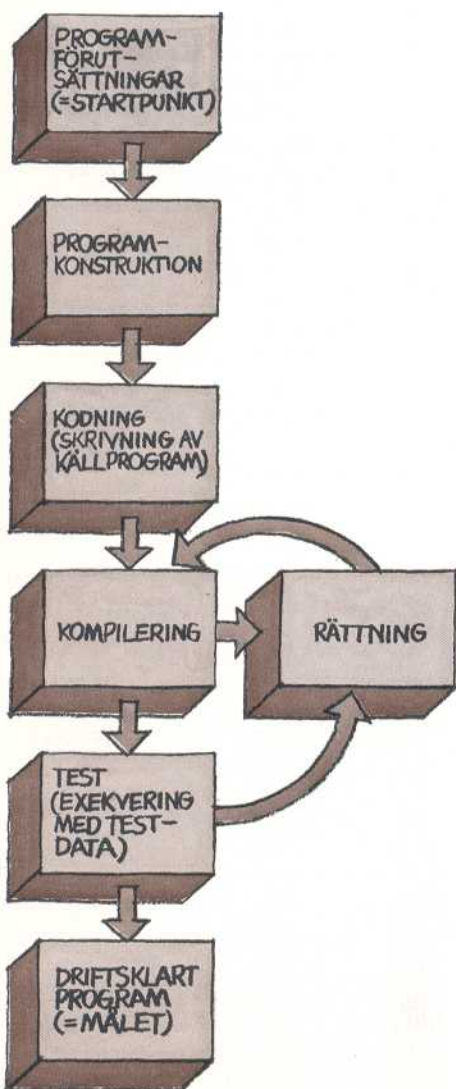 PROGRAM-
FÖRUT-
SÄTTNINGAR
(=STARTPUNKT)
PROGRAM-
KONSTRUKTION
KODNING
(SKRIVNING AV
KÄLLPROGRAM)
KOMPILERING
RÄTTNING
TEST
(EXEKVERING
MED TEST-
DATA)
DRIFTSKLART
PROGRAM
(=MÅLET)